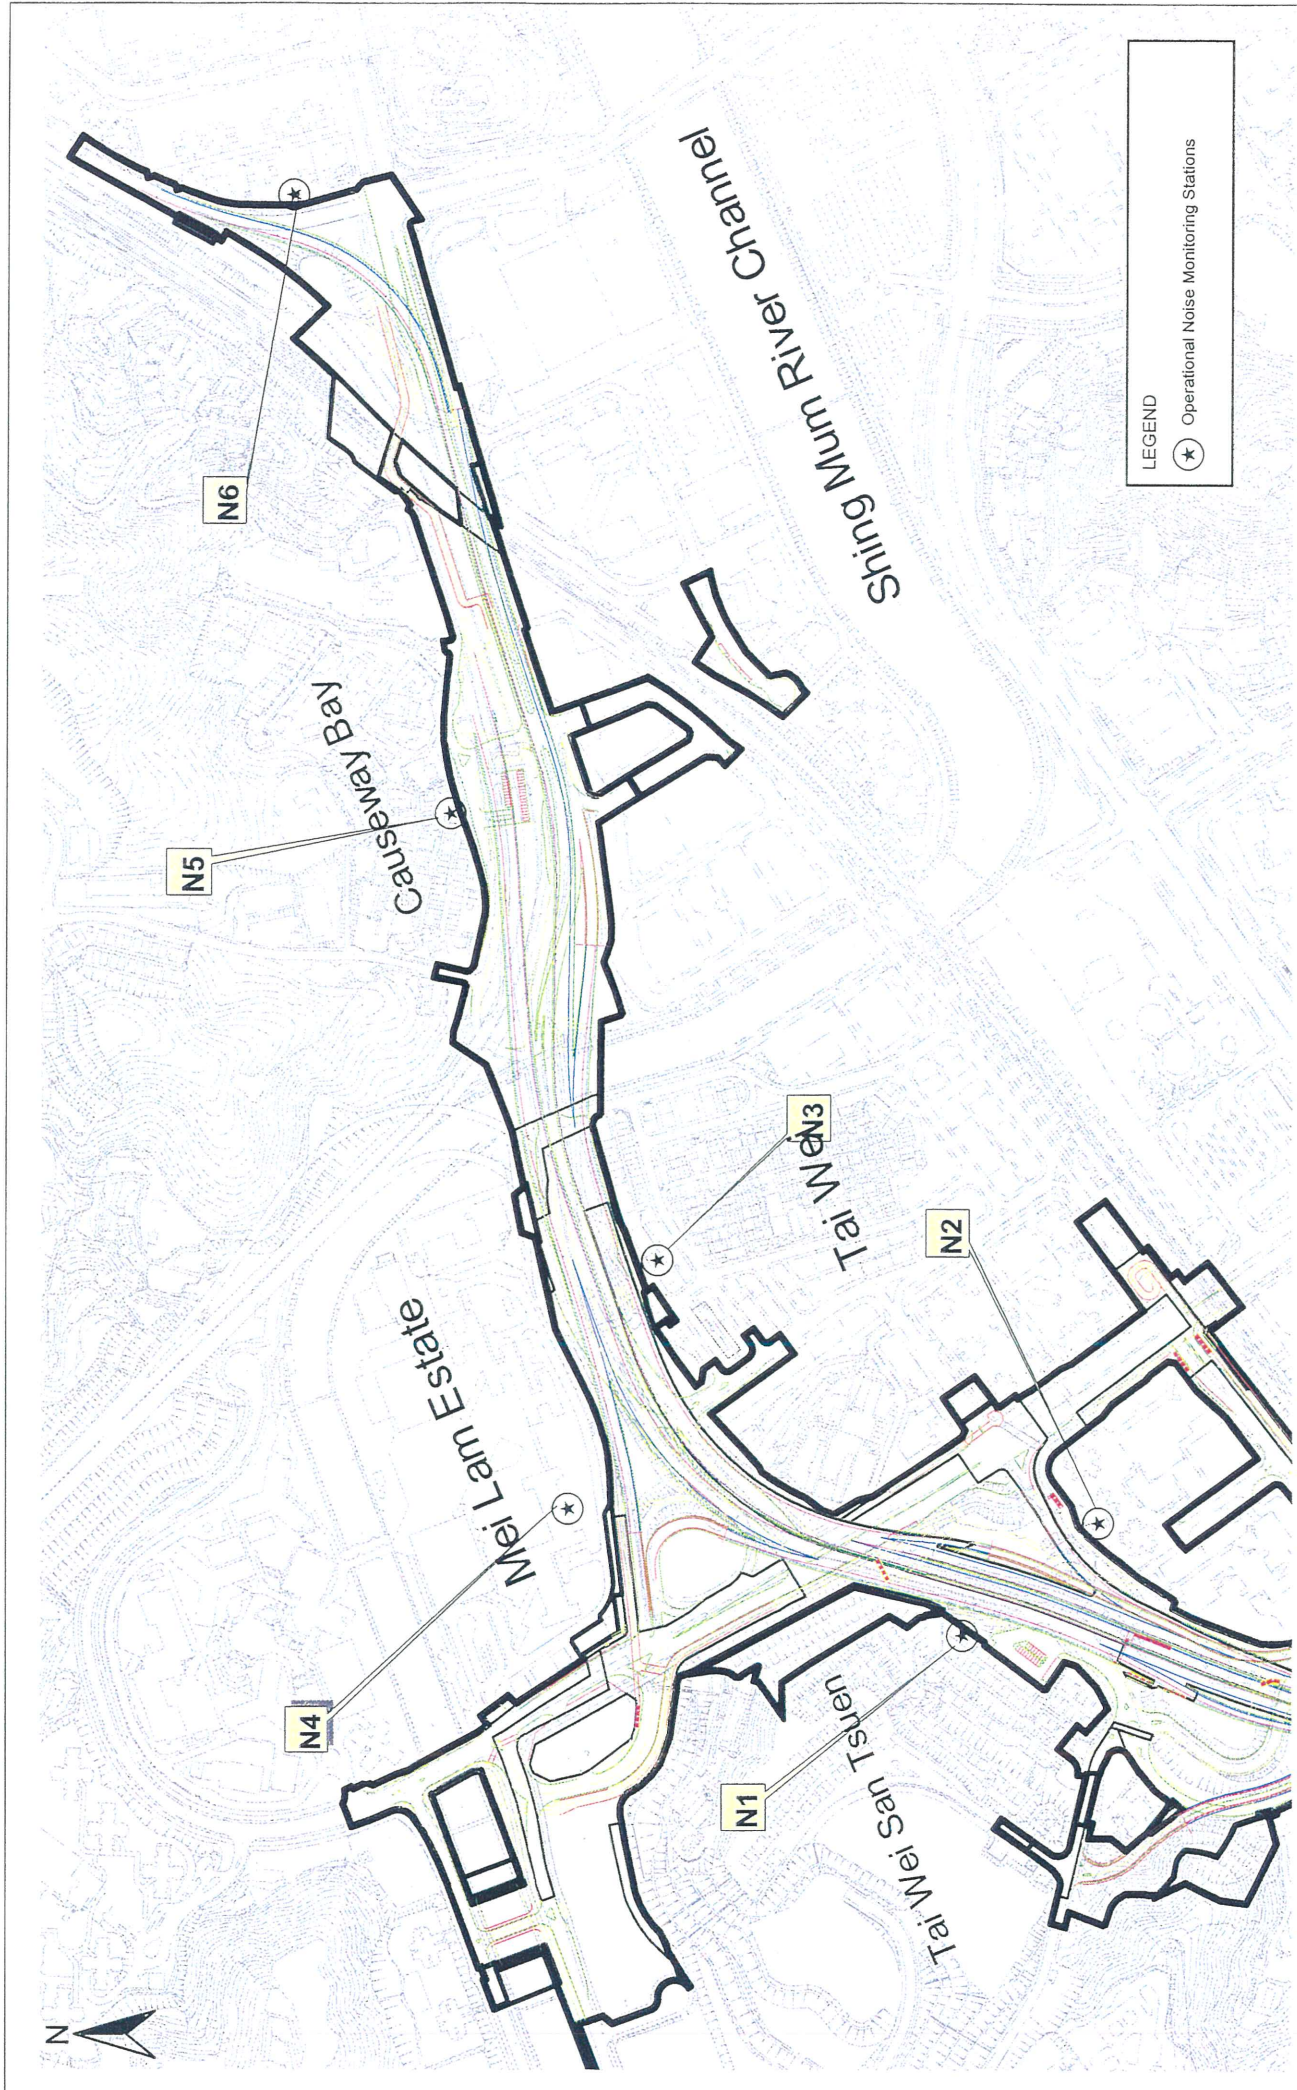 N
N4
Mei Lam Estate
N5
Causeway Bay
N6
N1
Tai Wei San Tsuen
N2
N3
Tai Wei
Shing Mum River Channel
LEGEND
Operational Noise Monitoring Stations